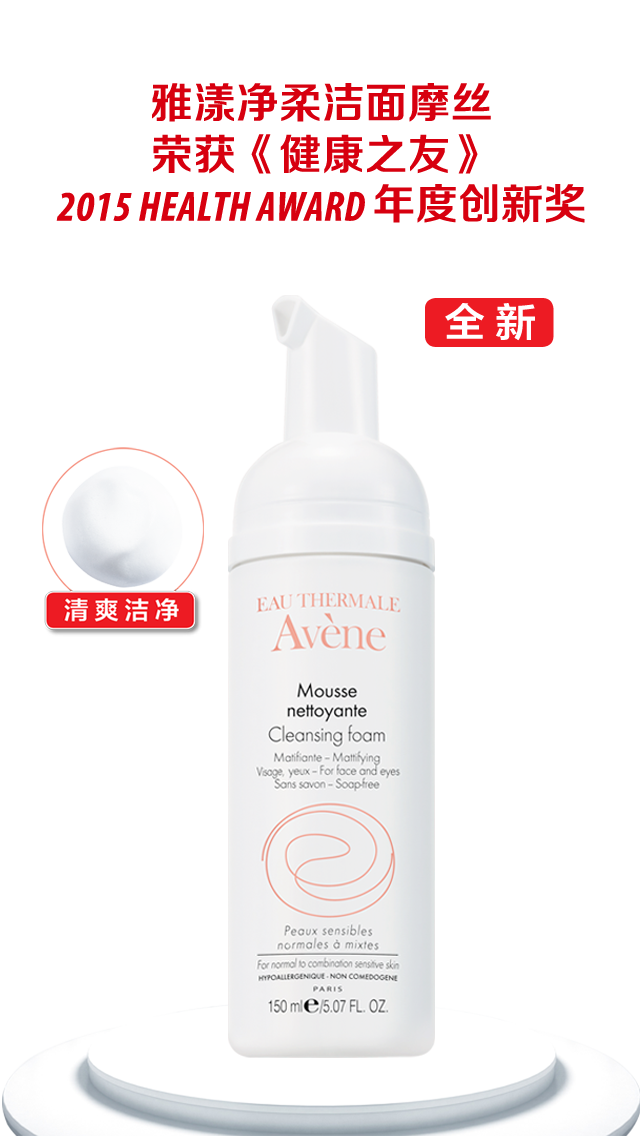 雅漾净柔洁面摩丝
荣获《健康之友》
2015 HEALTH AWARD 年度创新奖
全新
清爽洁净
EAU THERMALE
Avène
Mousse
nettoyante
Cleansing foam
Matifiante – Mattifying
Visage, yeux – For face and eyes
Sans savon – Soap-free
Peaux sensibles
normales à mixtes
For normal to combination sensitive skin
HYPOALLERGENIQUE - NON COMEDOGENE
PARIS
150 ml e/5.07 FL. OZ.